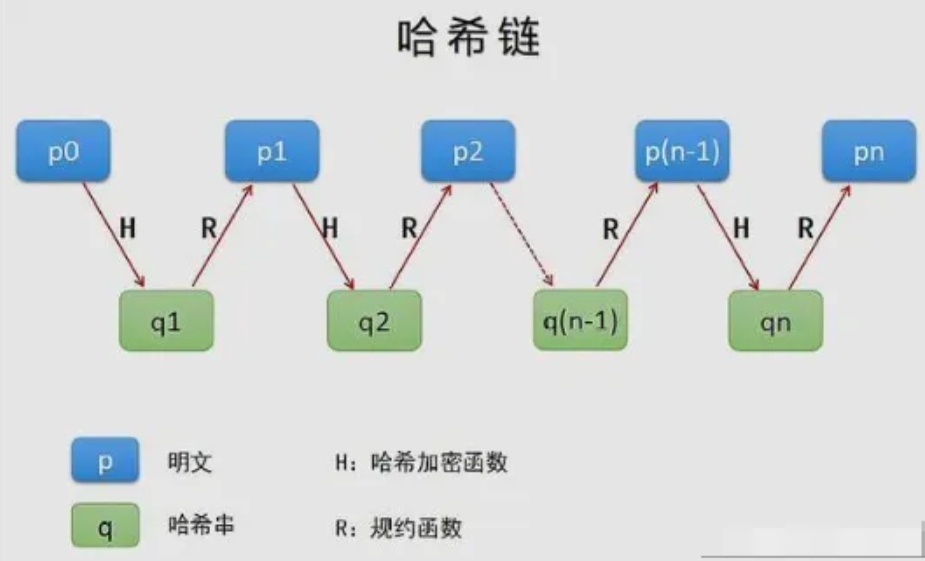 哈希链
p0 p1 p2 p(n-1) pn
H R H R R H R
q1 q2 q(n-1) qn
p 明文 H: 哈希加密函数
q 哈希串 R: 规约函数